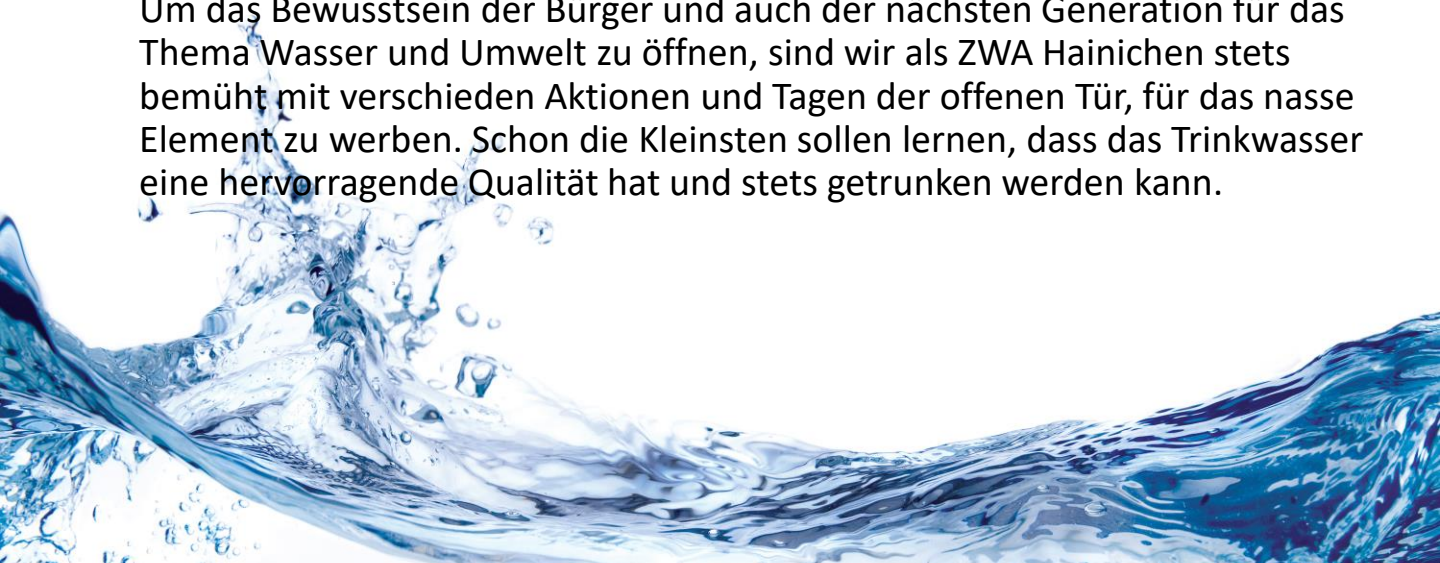 Um das Bewusstsein der Bürger und auch der nächsten Generation für das
Thema Wasser und Umwelt zu öffnen, sind wir als ZWA Hainichen stets
bemüht mit verschieden Aktionen und Tagen der offenen Tür, für das nasse
Element zu werben. Schon die Kleinsten sollen lernen, dass das Trinkwasser
eine hervorragende Qualität hat und stets getrunken werden kann.